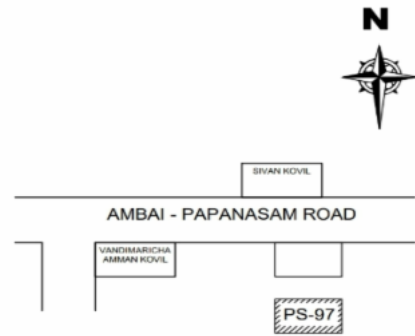 N
SIVAN KOVIL
AMBAI - PAPANASAM ROAD
VANDIMARICHA
AMMAN KOVIL
PS-97